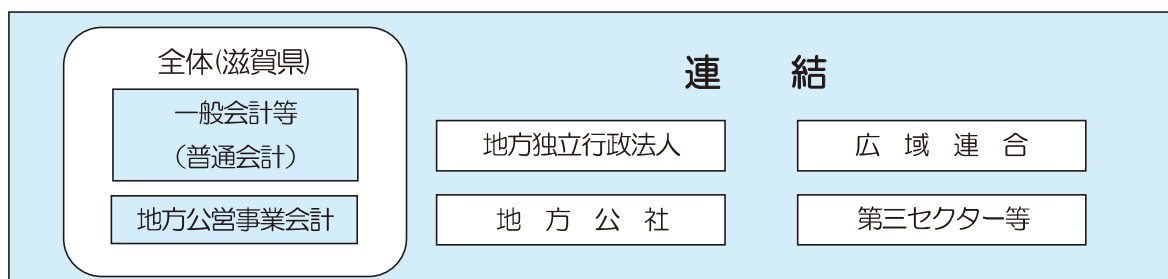 全体(滋賀県)
一般会計等
（普通会計）
地方公営事業会計
連　結
地方独立行政法人
広　域　連　合
地　方　公　社
第三セクター等